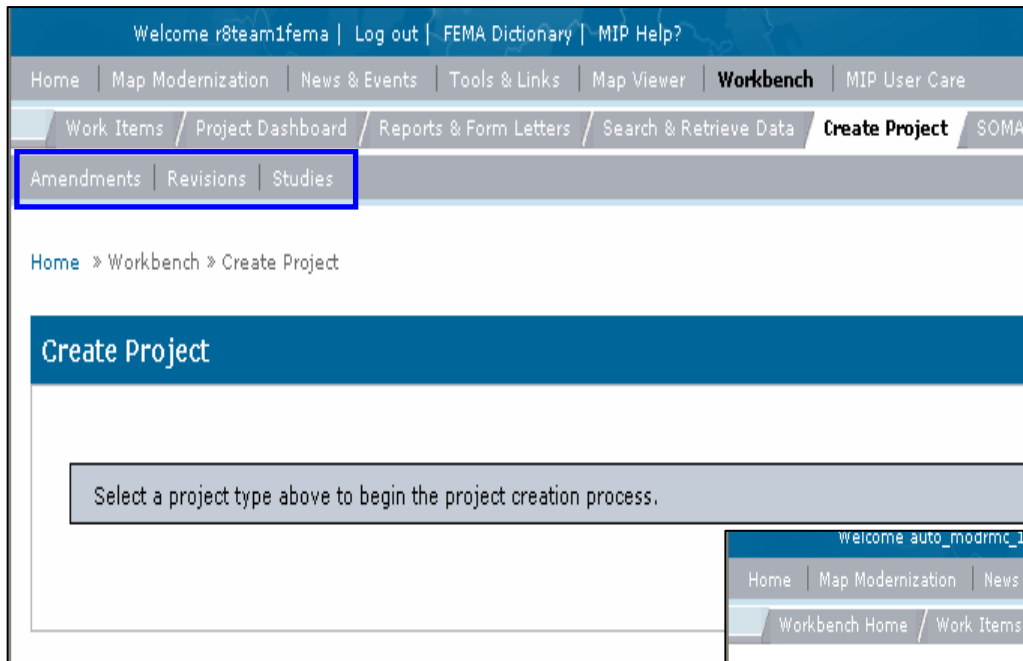 Welcome r8team1fema | Log out | FEMA Dictionary | MIP Help?
Home | Map Modernization | News & Events | Tools & Links | Map Viewer | Workbench | MIP User Care
Work Items / Project Dashboard / Reports & Form Letters / Search & Retrieve Data / Create Project / SOMA
Amendments | Revisions | Studies
Home » Workbench » Create Project
Create Project
Select a project type above to begin the project creation process.
Welcome auto_modrmc_1
Home | Map Modernization | News
Workbench Home / Work Items